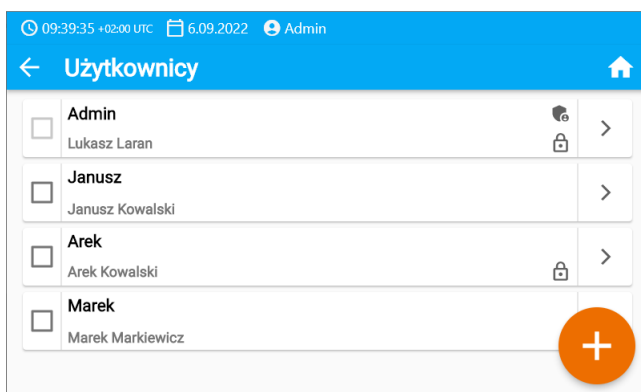 09:39:35 +02:00 UTC 6.09.2022 Admin
Użytkownicy
Admin
Lukasz Laran
Janusz
Janusz Kowalski
Arek
Arek Kowalski
Marek
Marek Markiewicz